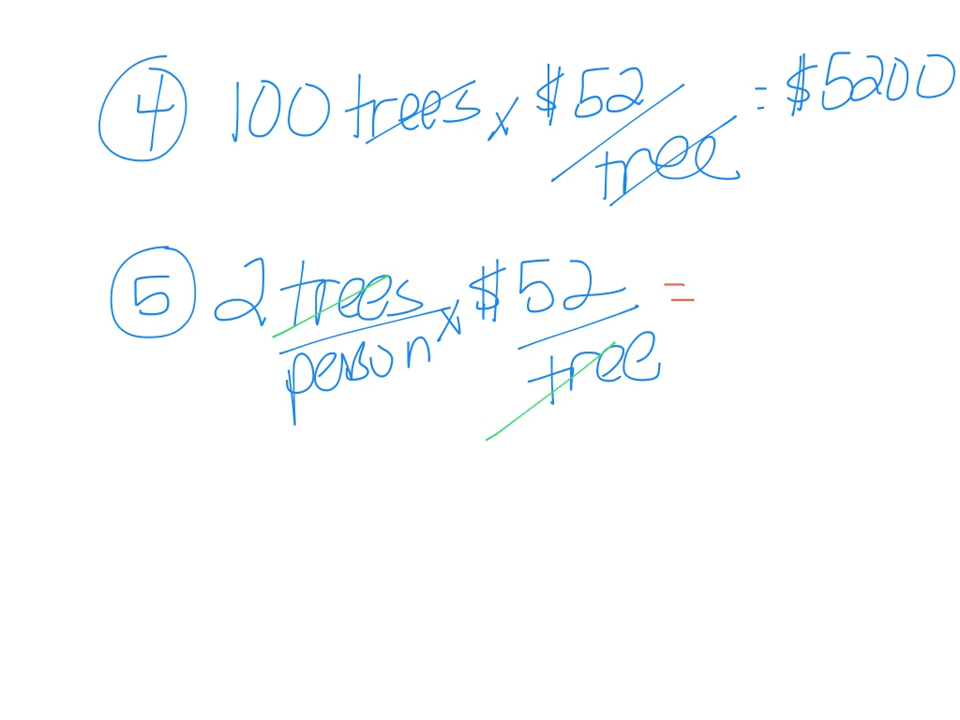 ④ 100 trees x $52 / tree = $5200
⑤ 2 trees / person x $52 / tree =